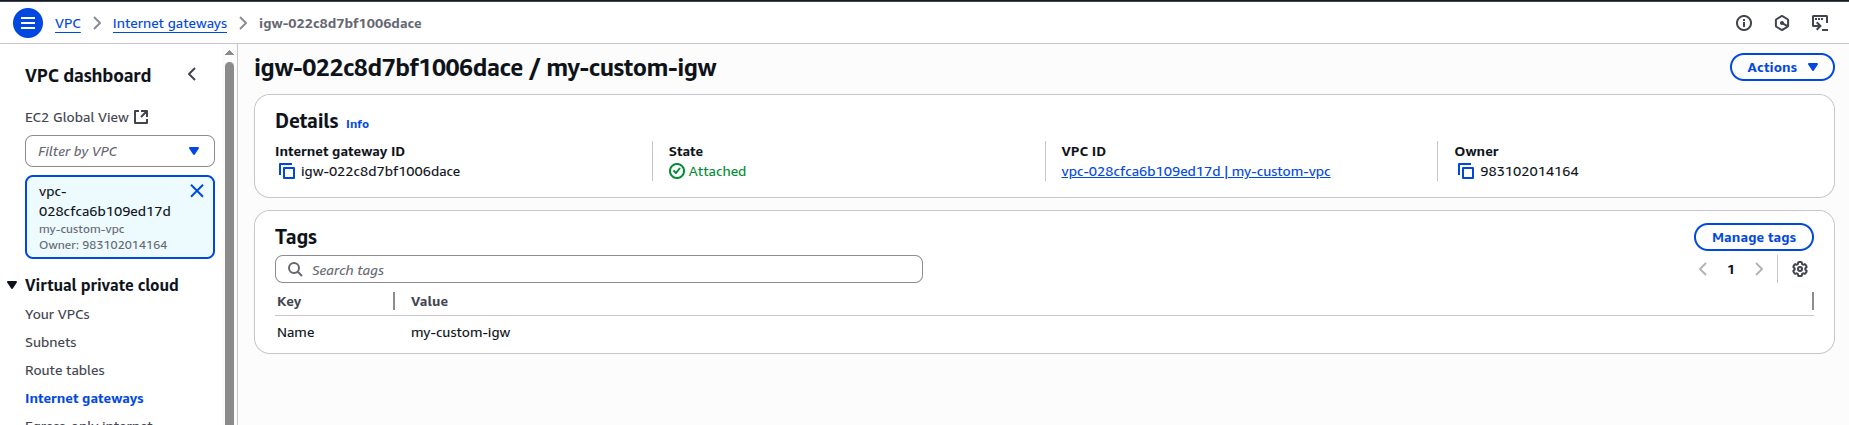 VPC Internet gateways igw-022c8d7bf1006dace
VPC dashboard
EC2 Global View
Filter by VPC
vpc-
028cfca6b109ed17d
my-custom-vpc
Owner: 983102014164
Virtual private cloud
Your VPCs
Subnets
Route tables
Internet gateways
igw-022c8d7bf1006dace / my-custom-igw
Actions
Details Info
Internet gateway ID
igw-022c8d7bf1006dace
State
Attached
VPC ID
vpc-028cfca6b109ed17d | my-custom-vpc
Owner
983102014164
Tags
Manage tags
Search tags
1
Key Value
Name my-custom-igw